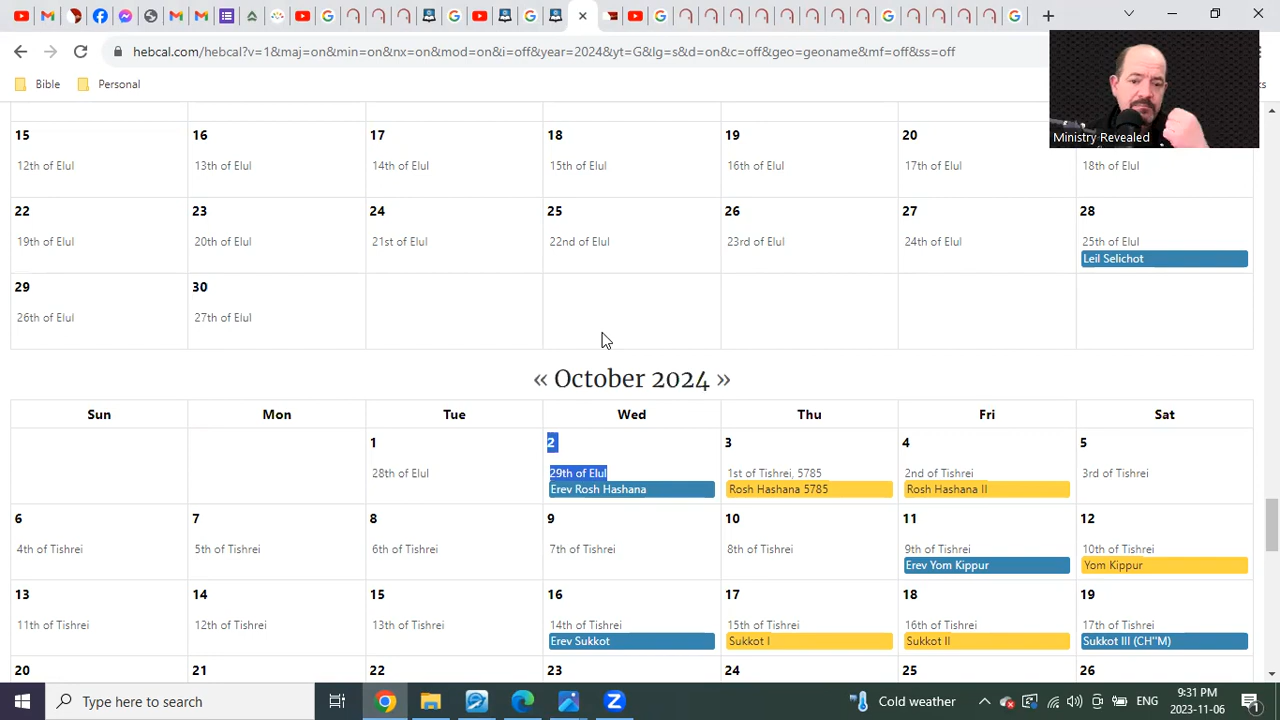 hebcal.com/hebcal?v=1&maj=on&min=on&nx=on&mod=on&i=off&year=2024&yt=G&lg=s&d=on&c=off&geo=geoname&mf=off&ss=off
Bible Personal
Ministry Revealed
15 16 17 18 19 20
12th of Elul 13th of Elul 14th of Elul 15th of Elul 16th of Elul 17th of Elul 18th of Elul
22 23 24 25 26 27 28
19th of Elul 20th of Elul 21st of Elul 22nd of Elul 23rd of Elul 24th of Elul 25th of Elul
Leil Selichot
29 30
26th of Elul 27th of Elul
« October 2024 »
Sun Mon Tue Wed Thu Fri Sat
1 2 3 4 5
28th of Elul 29th of Elul 1st of Tishrei, 5785 2nd of Tishrei 3rd of Tishrei
Erev Rosh Hashana Rosh Hashana 5785 Rosh Hashana II
6 7 8 9 10 11 12
4th of Tishrei 5th of Tishrei 6th of Tishrei 7th of Tishrei 8th of Tishrei 9th of Tishrei 10th of Tishrei
Erev Yom Kippur Yom Kippur
13 14 15 16 17 18 19
11th of Tishrei 12th of Tishrei 13th of Tishrei 14th of Tishrei 15th of Tishrei 16th of Tishrei 17th of Tishrei
Erev Sukkot Sukkot I Sukkot II Sukkot III (CH"M)
20 21 22 23 24 25 26
Type here to search Cold weather ENG 9:31 PM
2023-11-06 1